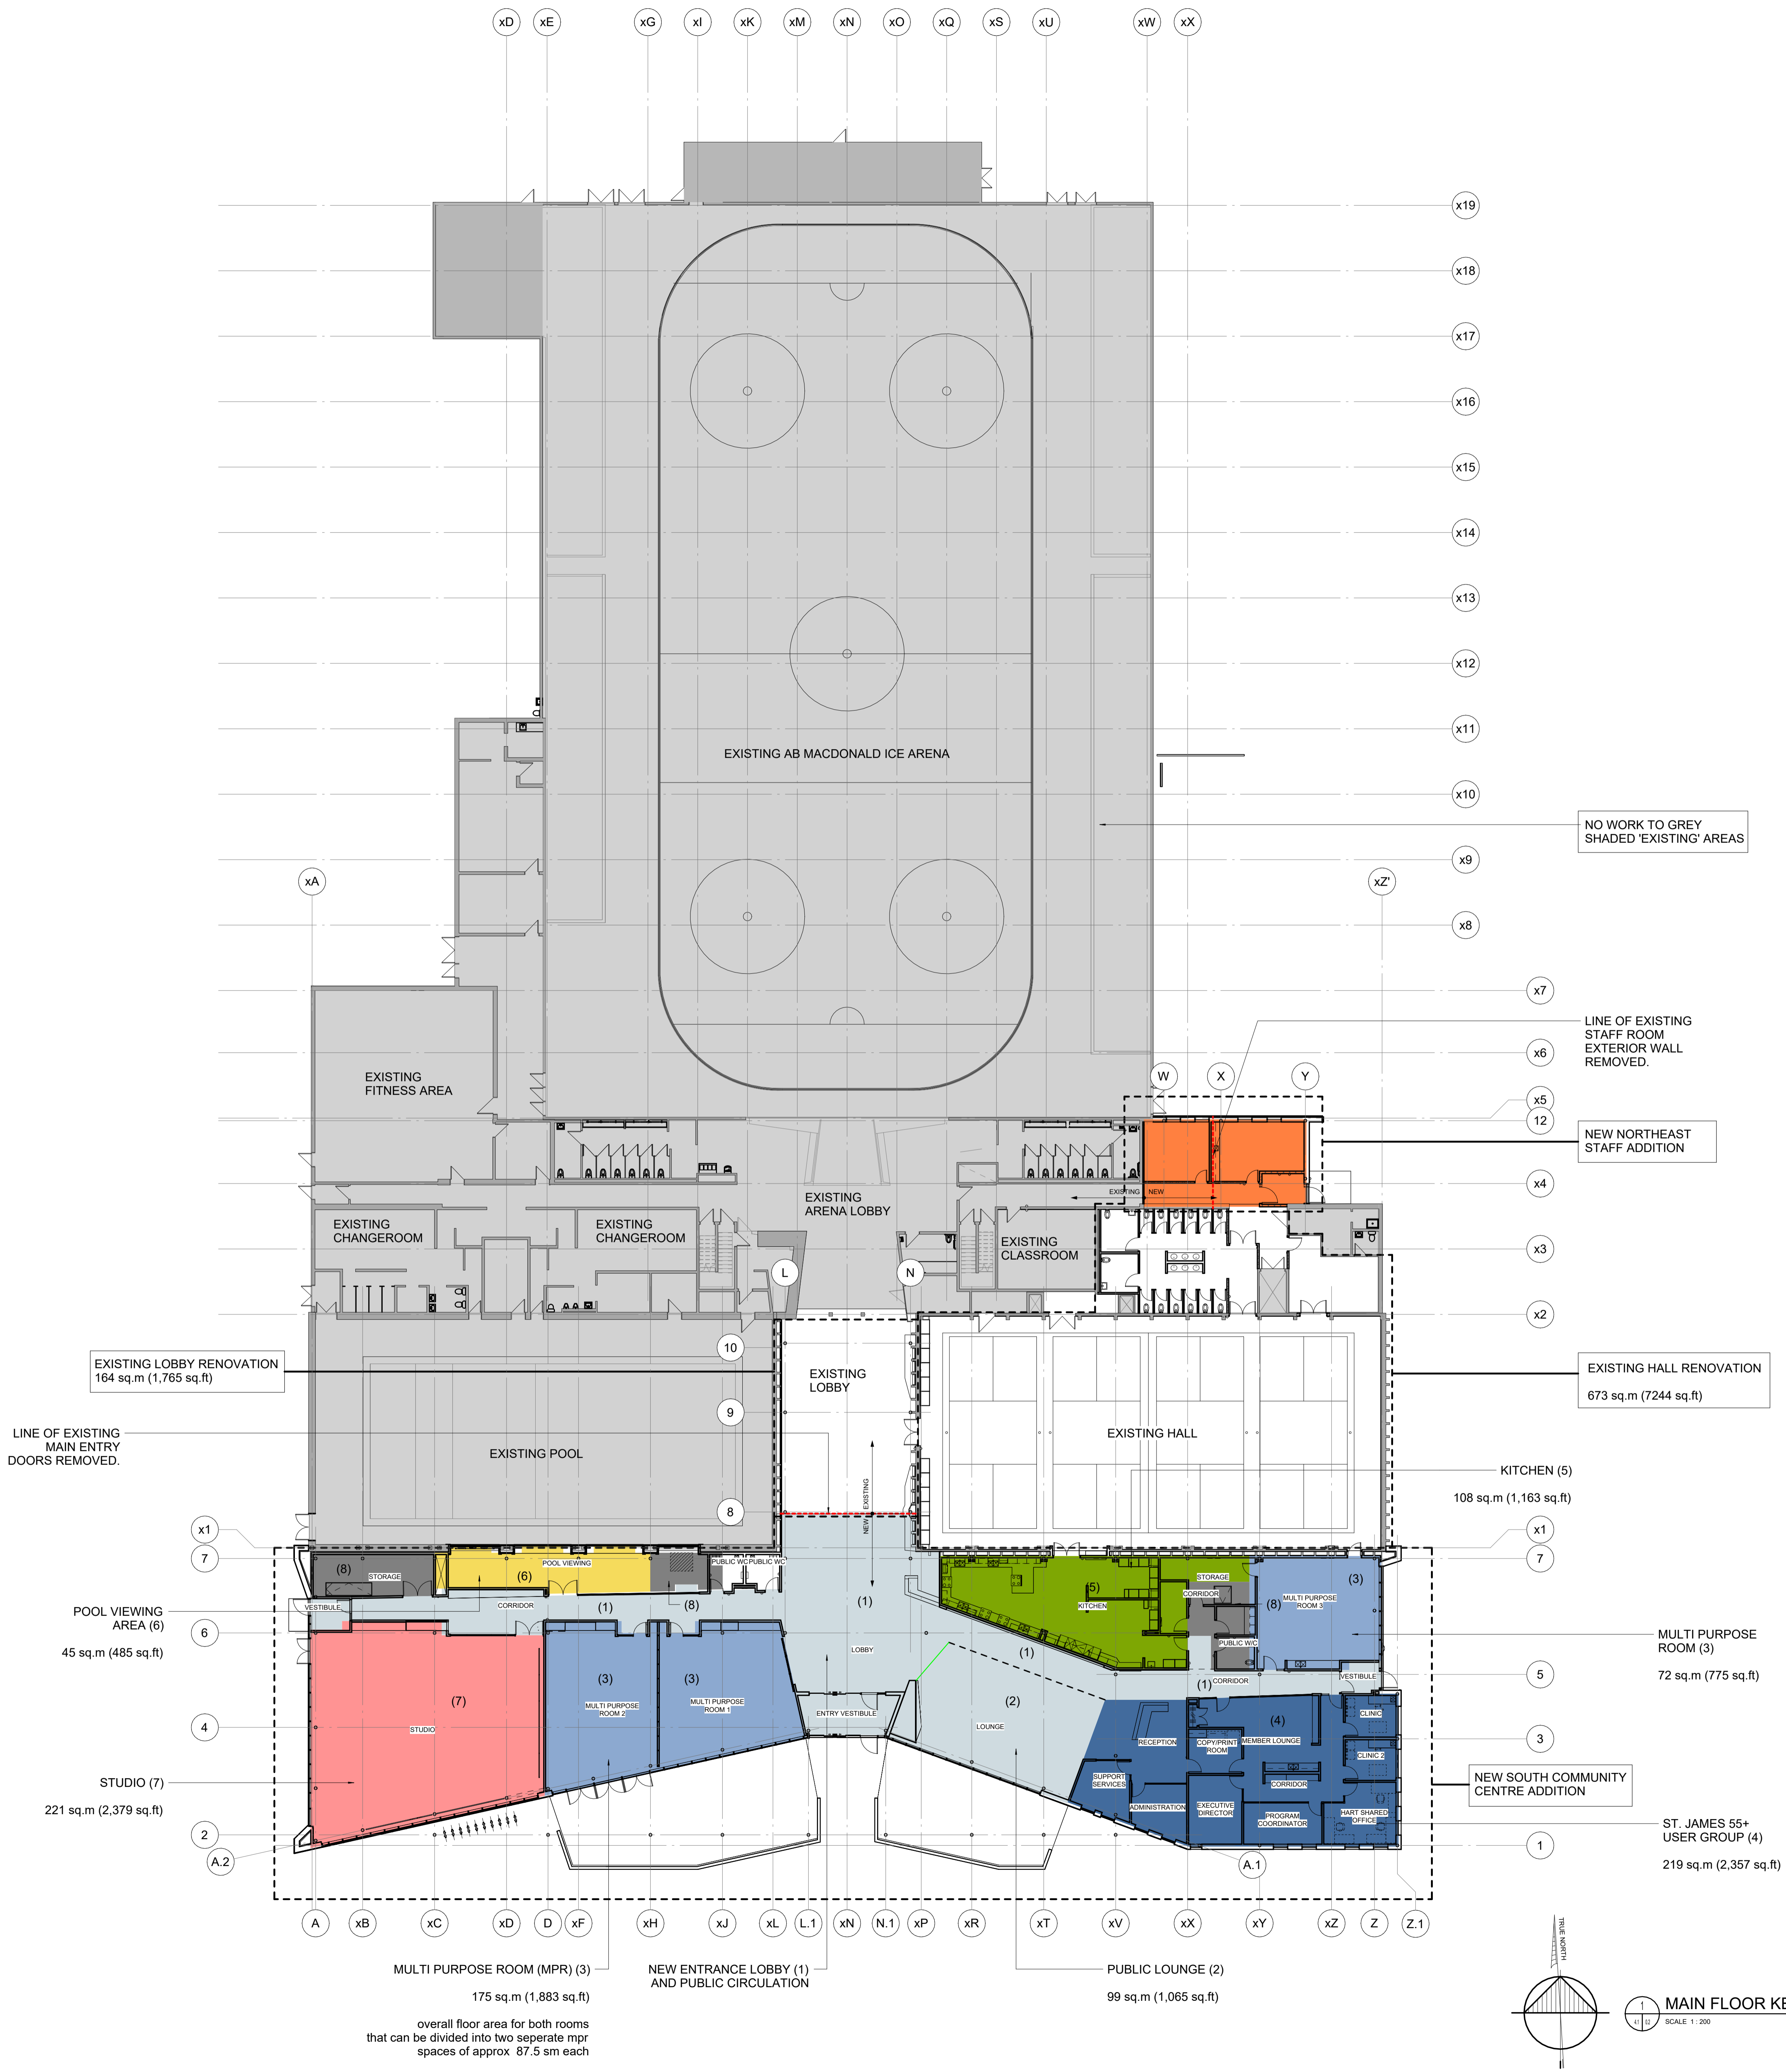 xD xE xG xI xK xM xN xO xQ xS xU xW xX
x19
x18
x17
x16
x15
x14
x13
x12
x11
EXISTING AB MACDONALD ICE ARENA
x10
NO WORK TO GREY
SHADED 'EXISTING' AREAS
x9
xA
xZ'
x8
x7
LINE OF EXISTING
STAFF ROOM
EXTERIOR WALL
REMOVED.
x6
EXISTING
FITNESS AREA
W X Y
x5
12
NEW NORTHEAST
STAFF ADDITION
x4
EXISTING NEW
EXISTING
ARENA LOBBY
EXISTING
CHANGEROOM
EXISTING
CHANGEROOM
EXISTING
CLASSROOM
x3
L N
x2
10
EXISTING LOBBY RENOVATION
164 sq.m (1,765 sq.ft)
EXISTING
LOBBY
EXISTING HALL RENOVATION
673 sq.m (7244 sq.ft)
9
LINE OF EXISTING
MAIN ENTRY
DOORS REMOVED.
EXISTING POOL
EXISTING HALL
KITCHEN (5)
108 sq.m (1,163 sq.ft)
NEW EXISTING
8
x1
x1
7
7
(8)
STORAGE
POOL VIEWING
(6)
(8)
PUBLIC WC
PUBLIC WC
VESTIBULE
CORRIDOR
(1)
(1)
(5)
KITCHEN
STORAGE
CORRIDOR
(8)
MULTI PURPOSE
ROOM 3
(3)
POOL VIEWING
AREA (6)
45 sq.m (485 sq.ft)
6
LOBBY
(1)
PUBLIC W/C
MULTI PURPOSE
ROOM (3)
72 sq.m (775 sq.ft)
5
VESTIBULE
CORRIDOR
(1)
(7)
STUDIO
(3)
MULTI PURPOSE
ROOM 2
(3)
MULTI PURPOSE
ROOM 1
ENTRY VESTIBULE
(2)
LOUNGE
RECEPTION
COPY/PRINT
ROOM
(4)
MEMBER LOUNGE
CLINIC
CLINIC 2
4
3
STUDIO (7)
221 sq.m (2,379 sq.ft)
SUPPORT
SERVICES
ADMINISTRATION
EXECUTIVE
DIRECTOR
CORRIDOR
PROGRAM
COORDINATOR
HART SHARED
OFFICE
NEW SOUTH COMMUNITY
CENTRE ADDITION
ST. JAMES 55+
USER GROUP (4)
219 sq.m (2,357 sq.ft)
2
1
A.2
A.1
A xB xC xD D xF xH xJ xL L.1 xN N.1 xP xR xT xV xX xY xZ Z Z.1
MULTI PURPOSE ROOM (MPR) (3)
175 sq.m (1,883 sq.ft)
overall floor area for both rooms
that can be divided into two seperate mpr
spaces of approx 87.5 sm each
NEW ENTRANCE LOBBY (1)
AND PUBLIC CIRCULATION
PUBLIC LOUNGE (2)
99 sq.m (1,065 sq.ft)
TRUE NORTH
1
MAIN FLOOR KE
SCALE 1 : 200